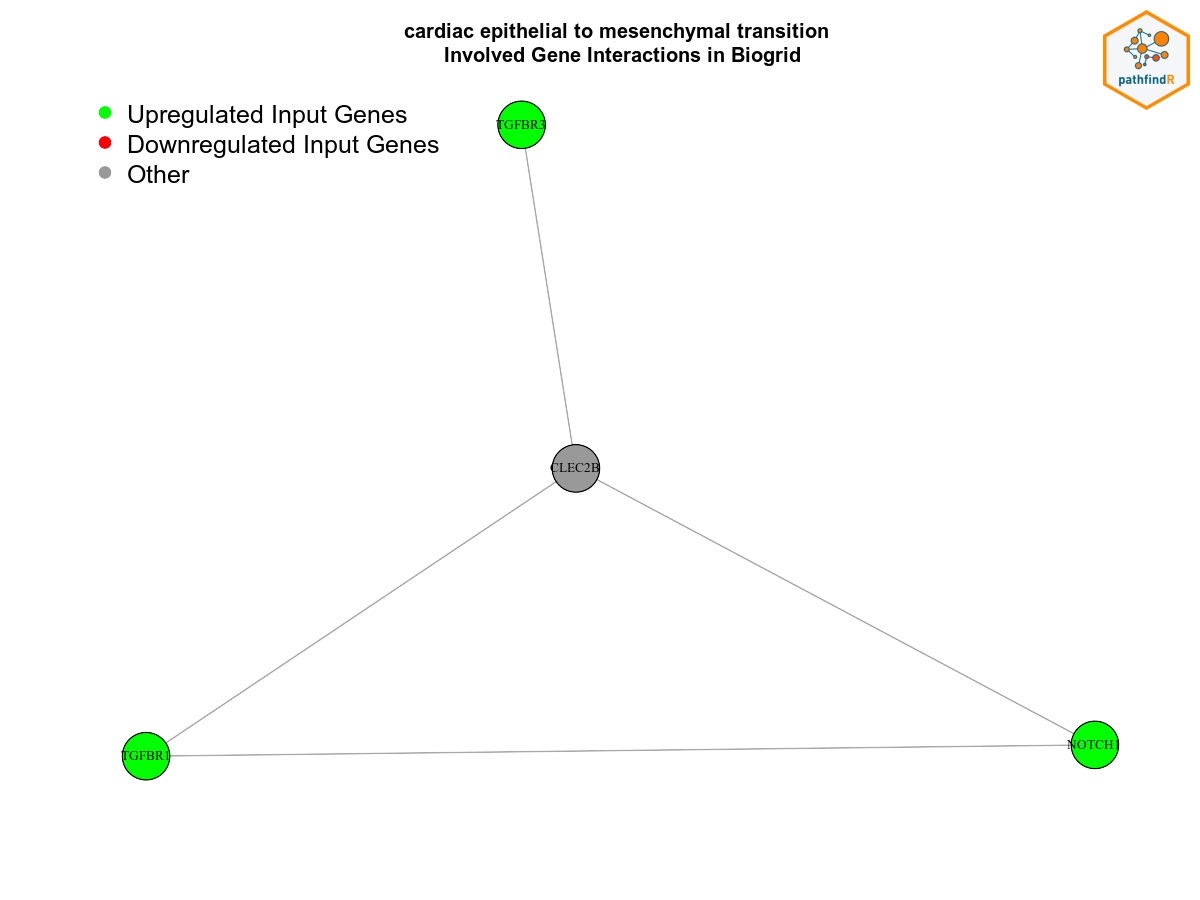 cardiac epithelial to mesenchymal transition
Involved Gene Interactions in Biogrid
pathfindR
Upregulated Input Genes
Downregulated Input Genes
Other
TGFBR3
CLEC2B
TGFBR1
NOTCH1